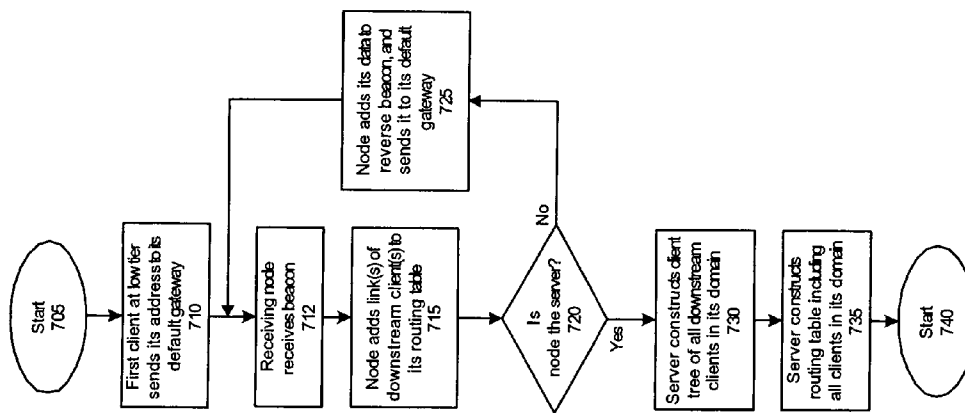 Start
705
First client at low tier
sends its address to its
default gateway
710
Receiving node
receives beacon
712
Node adds link(s) of
downstream client(s) to
its routing table
715
Is
node the server?
720
No
Node adds its data to
reverse beacon, and
sends it to its default
gateway
725
Yes
Server constructs client
tree of all downstream
clients in its domain
730
Server constructs
routing table including
all clients in its domain
735
Start
740